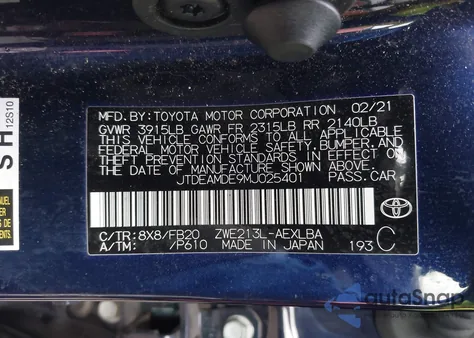 MFD. BY: TOYOTA MOTOR CORPORATION 02/21
GVWR 3915LB GAWR FR 2315LB RR 2140LB
THIS VEHICLE CONFORMS TO ALL APPLICABLE
FEDERAL MOTOR VEHICLE SAFETY, BUMPER, AND
THEFT PREVENTION STANDARDS IN EFFECT ON
THE DATE OF MANUFACTURE SHOWN ABOVE.
JTDEAMDE9MJ025401 PASS. CAR
C/TR: 8X8/FB20 ZWE213L-AEXLBA
A/TM: /P610 MADE IN JAPAN 193 C
SH
12S10
autoSnap